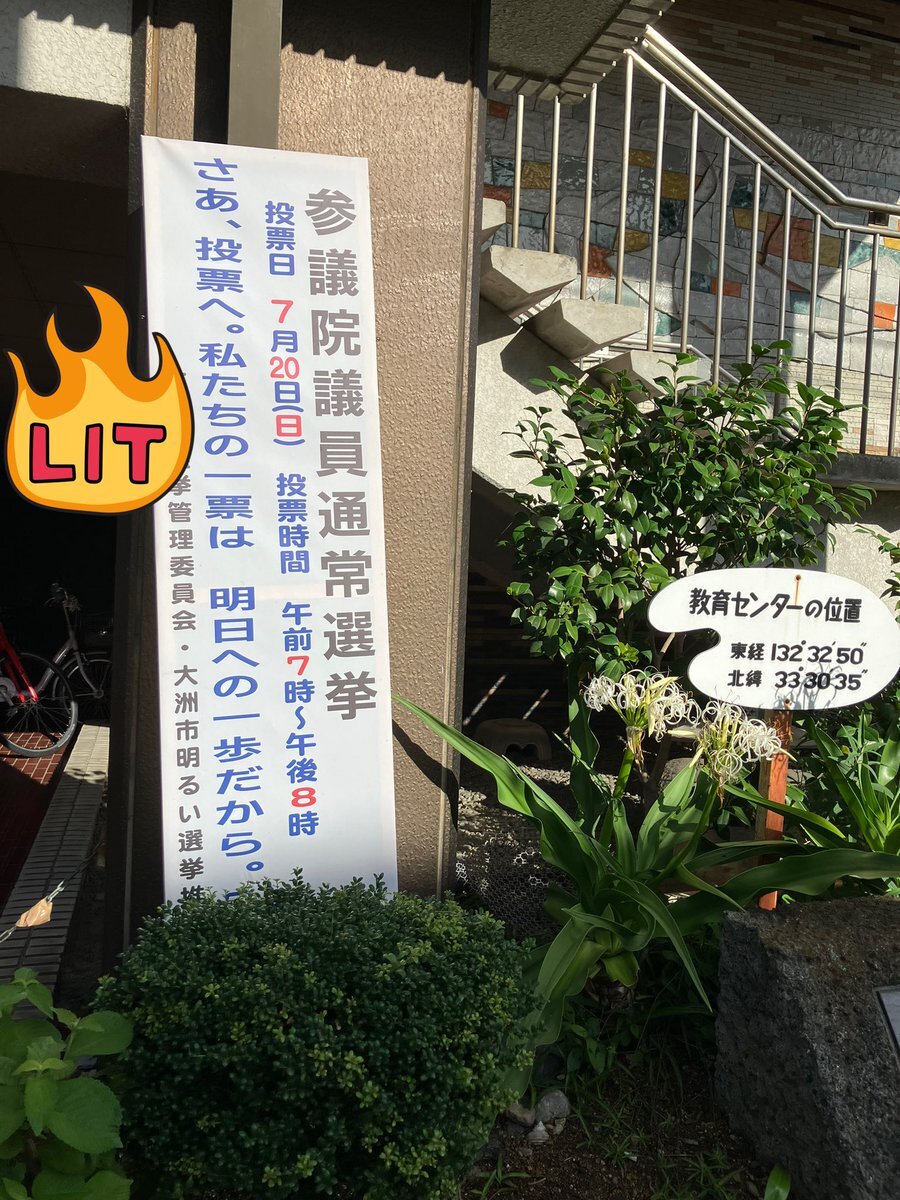 参議院議員通常選挙
投票日 7月20日(日) 投票時間 午前7時～午後8時
さあ、投票へ。私たちの一票は 明日への一歩だから。
挙管理委員会・大洲市明るい選挙推
LIT
教育センターの位置
東経 132°32′50″
北緯 33°30′35″